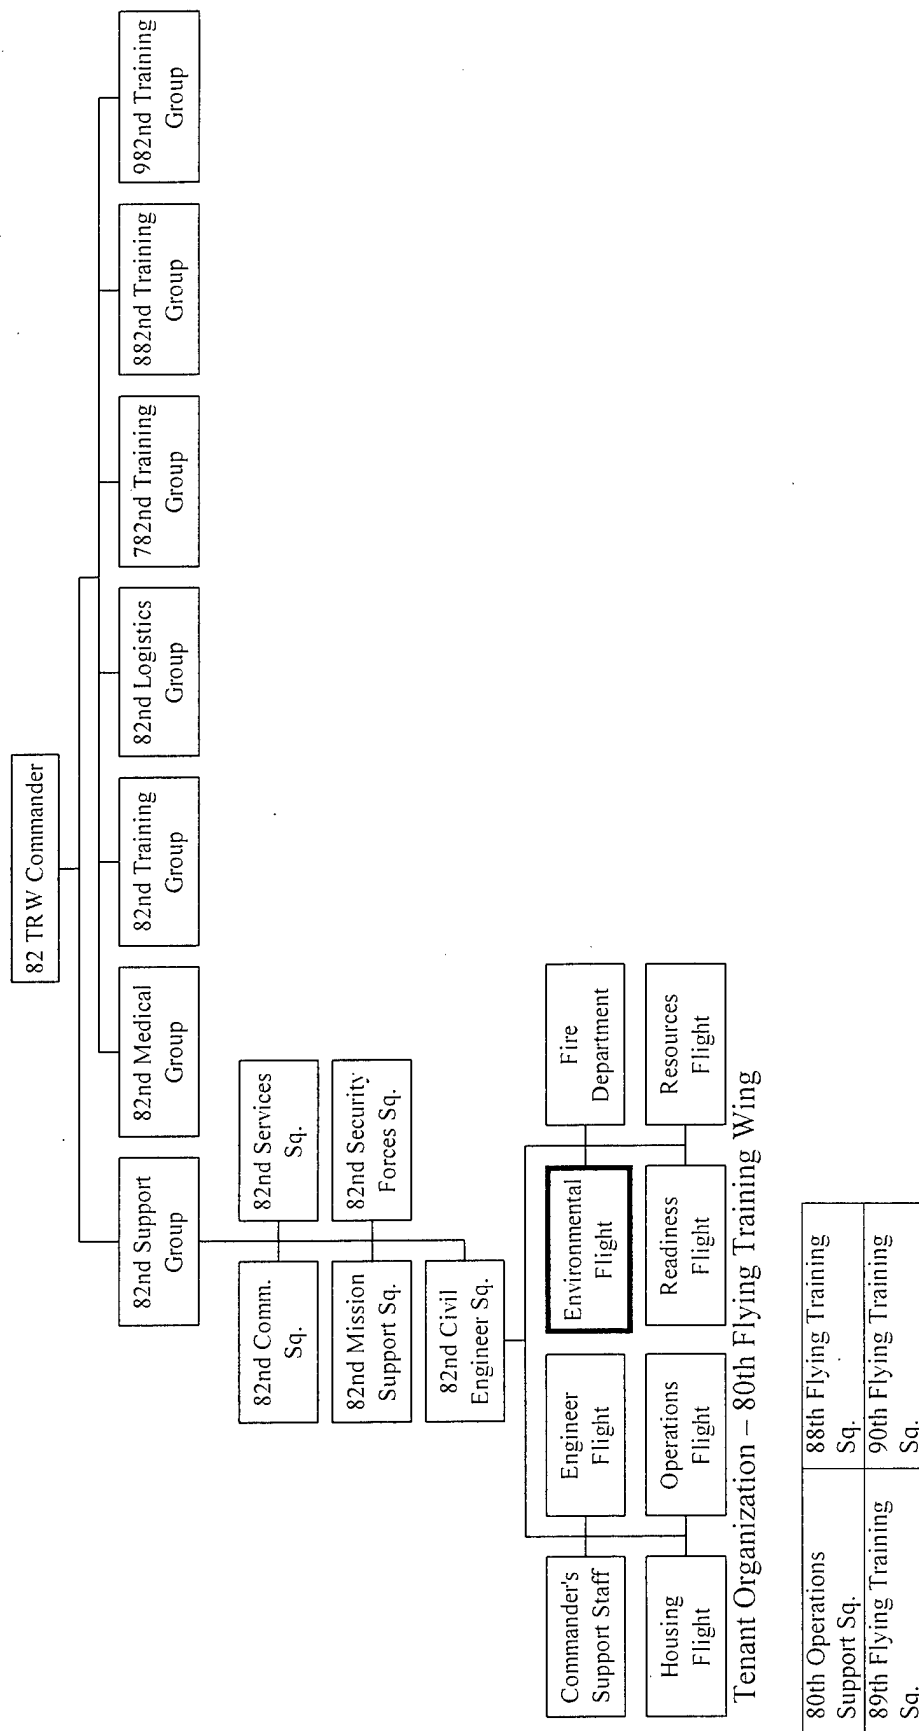 82 TRW Commander
82nd Support
Group
82nd Medical
Group
82nd Training
Group
82nd Logistics
Group
782nd Training
Group
882nd Training
Group
982nd Training
Group
82nd Comm.
Sq.
82nd Services
Sq.
82nd Mission
Support Sq.
82nd Security
Forces Sq.
82nd Civil
Engineer Sq.
Commander's
Support Staff
Engineer
Flight
Environmental
Flight
Fire
Department
Housing
Flight
Operations
Flight
Readiness
Flight
Resources
Flight
Tenant Organization – 80th Flying Training Wing
80th Operations
Support Sq.
88th Flying Training
Sq.
89th Flying Training
Sq.
90th Flying Training
Sq.